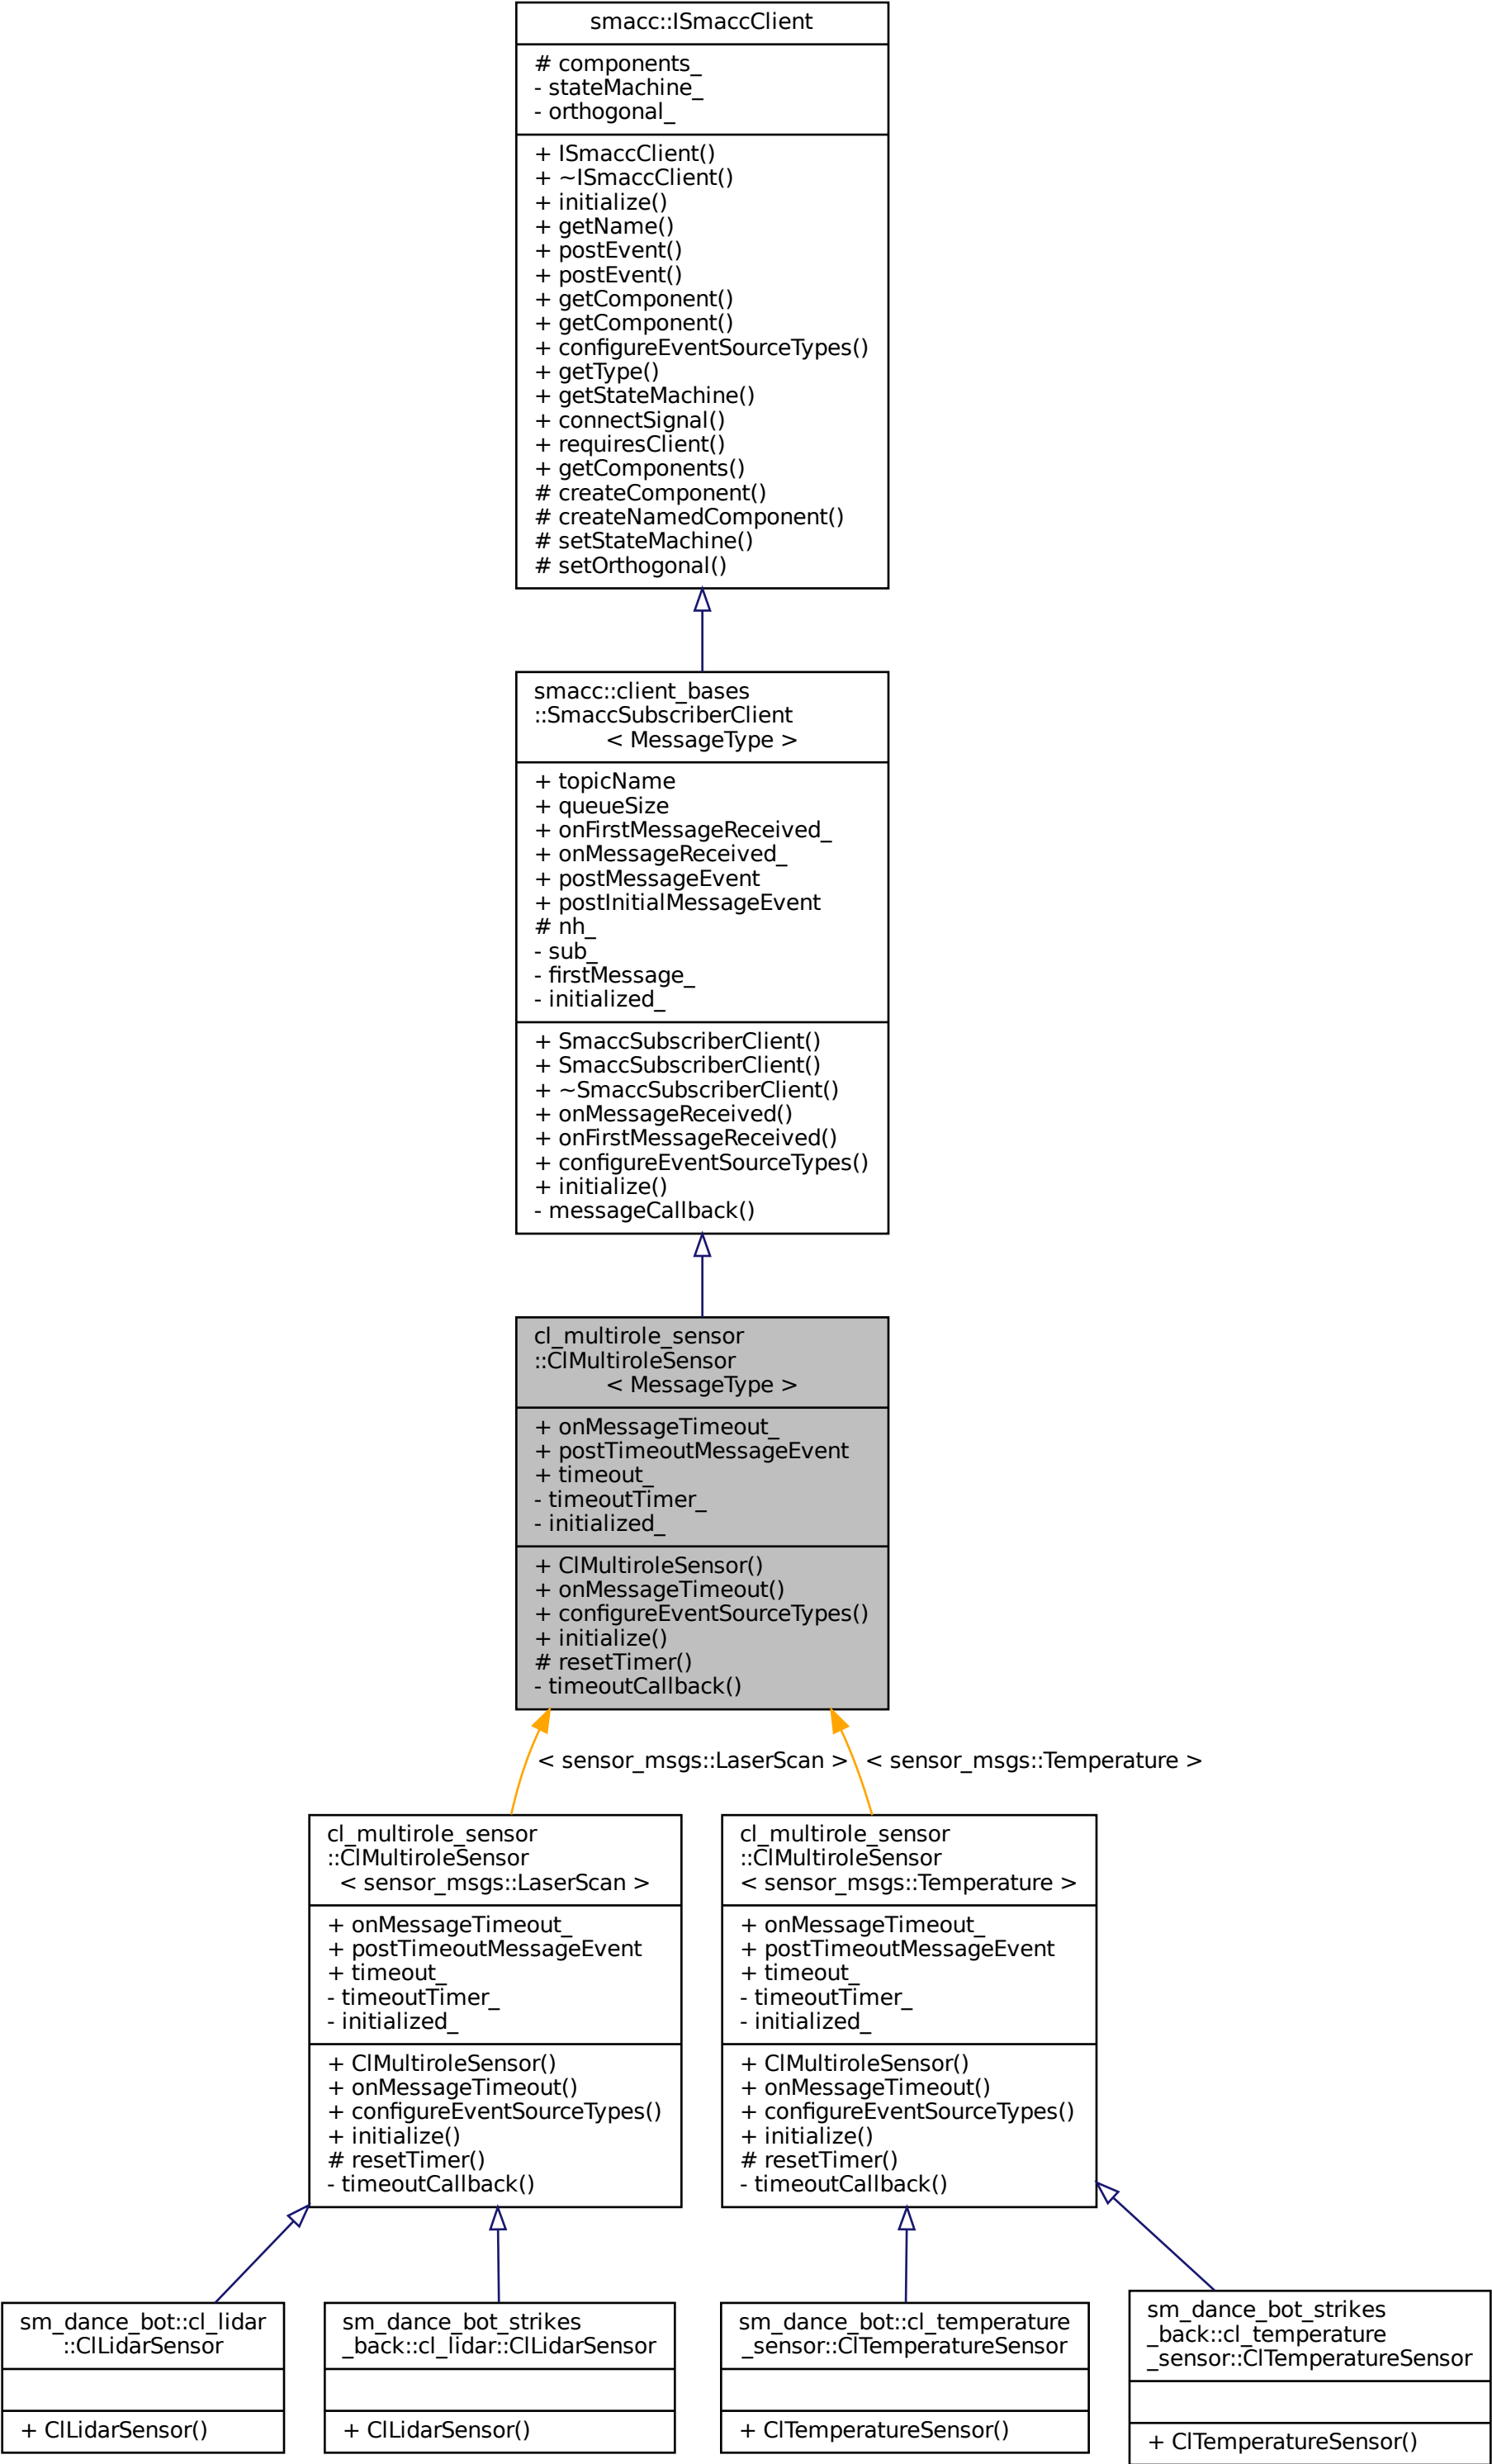 smacc::ISmaccClient
# components_
- stateMachine_
- orthogonal_
+ ISmaccClient()
+ ~ISmaccClient()
+ initialize()
+ getName()
+ postEvent()
+ postEvent()
+ getComponent()
+ getComponent()
+ configureEventSourceTypes()
+ getType()
+ getStateMachine()
+ connectSignal()
+ requiresClient()
+ getComponents()
# createComponent()
# createNamedComponent()
# setStateMachine()
# setOrthogonal()
smacc::client_bases
::SmaccSubscriberClient
< MessageType >
+ topicName
+ queueSize
+ onFirstMessageReceived_
+ onMessageReceived_
+ postMessageEvent
+ postInitialMessageEvent
# nh_
- sub_
- firstMessage_
- initialized_
+ SmaccSubscriberClient()
+ SmaccSubscriberClient()
+ ~SmaccSubscriberClient()
+ onMessageReceived()
+ onFirstMessageReceived()
+ configureEventSourceTypes()
+ initialize()
- messageCallback()
cl_multirole_sensor
::ClMultiroleSensor
< MessageType >
+ onMessageTimeout_
+ postTimeoutMessageEvent
+ timeout_
- timeoutTimer_
- initialized_
+ ClMultiroleSensor()
+ onMessageTimeout()
+ configureEventSourceTypes()
+ initialize()
# resetTimer()
- timeoutCallback()
< sensor_msgs::LaserScan >
< sensor_msgs::Temperature >
cl_multirole_sensor
::ClMultiroleSensor
< sensor_msgs::LaserScan >
+ onMessageTimeout_
+ postTimeoutMessageEvent
+ timeout_
- timeoutTimer_
- initialized_
+ ClMultiroleSensor()
+ onMessageTimeout()
+ configureEventSourceTypes()
+ initialize()
# resetTimer()
- timeoutCallback()
cl_multirole_sensor
::ClMultiroleSensor
< sensor_msgs::Temperature >
+ onMessageTimeout_
+ postTimeoutMessageEvent
+ timeout_
- timeoutTimer_
- initialized_
+ ClMultiroleSensor()
+ onMessageTimeout()
+ configureEventSourceTypes()
+ initialize()
# resetTimer()
- timeoutCallback()
sm_dance_bot::cl_lidar
::ClLidarSensor
+ ClLidarSensor()
sm_dance_bot_strikes
_back::cl_lidar::ClLidarSensor
+ ClLidarSensor()
sm_dance_bot::cl_temperature
_sensor::ClTemperatureSensor
+ ClTemperatureSensor()
sm_dance_bot_strikes
_back::cl_temperature
_sensor::ClTemperatureSensor
+ ClTemperatureSensor()